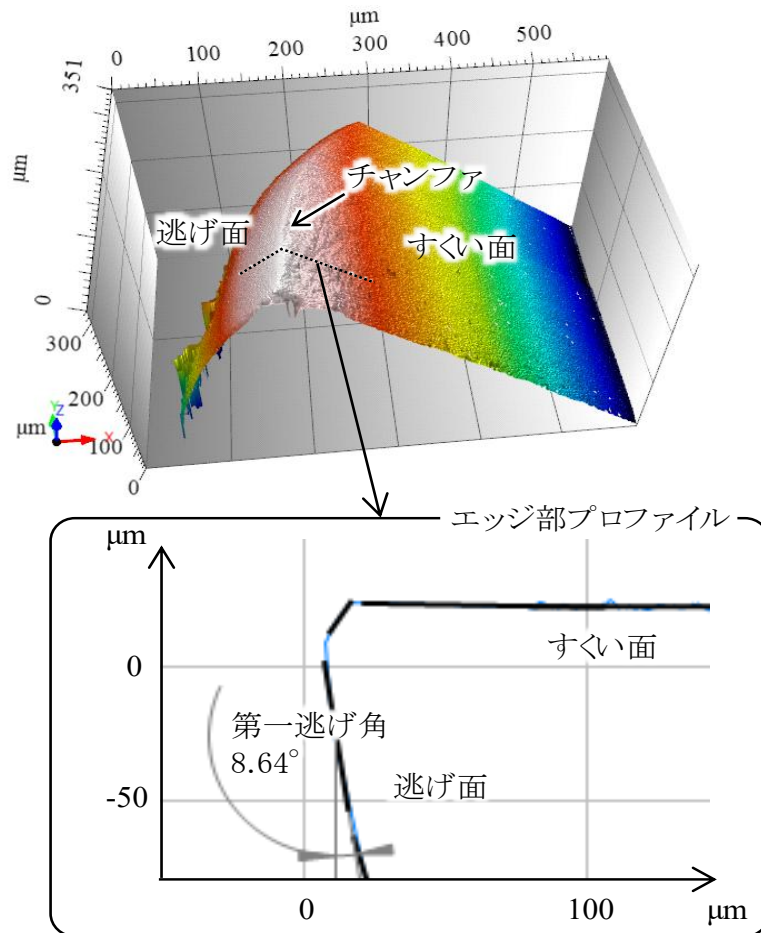 μm
0
100
200
300
400
500
351
μm
0
チャンファ
逃げ面
すくい面
300
200
100
0
μm
Y
Z
X
エッジ部プロファイル
μm
すくい面
0
第一逃げ角
8.64°
逃げ面
-50
0
100
μm